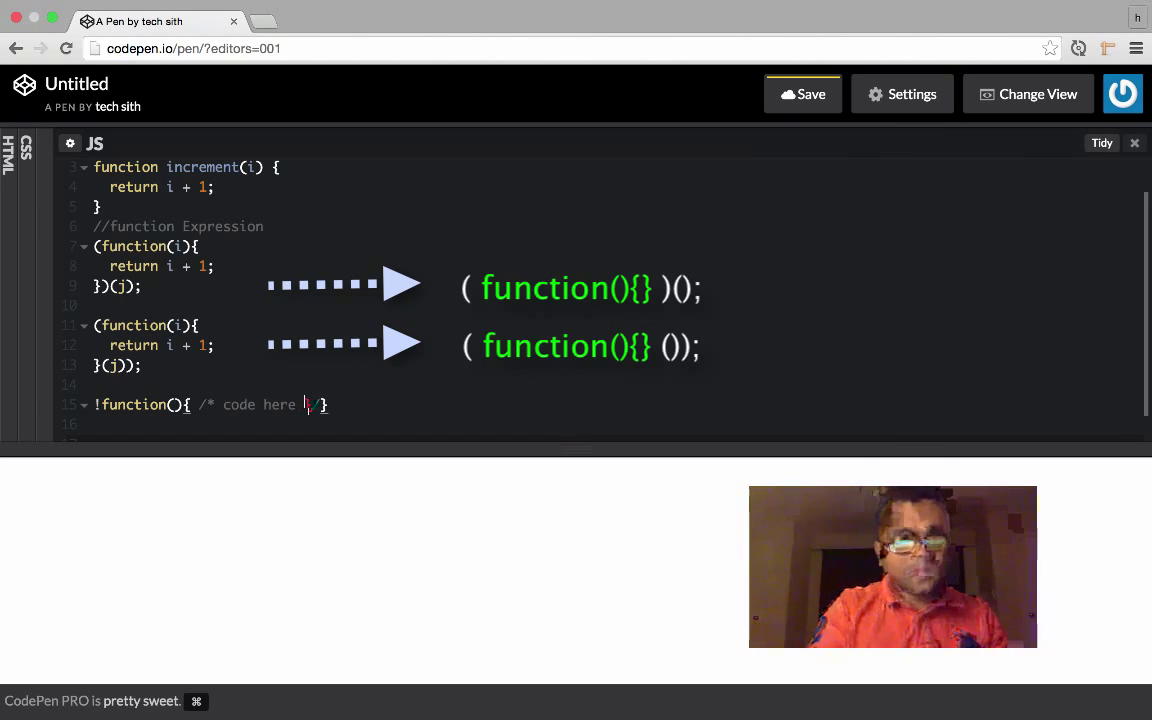 A Pen by tech sith
h
codepen.io/pen/?editors=001
Untitled
A PEN BY tech sith
Save
Settings
Change View
HTML
CSS
JS
Tidy
3 function increment(i) {
4 return i + 1;
5 }
6 //function Expression
7 (function(i){
8 return i + 1;
9 })(j);
10
11 (function(i){
12 return i + 1;
13 }(j));
14
15 !function(){ /* code here */}
16
( function(){} )();
( function(){} ());
CodePen PRO is pretty sweet. ⌘